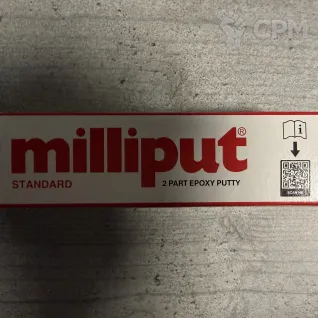 CPM
milliput®
STANDARD
2 PART EPOXY PUTTY
SCAN ME